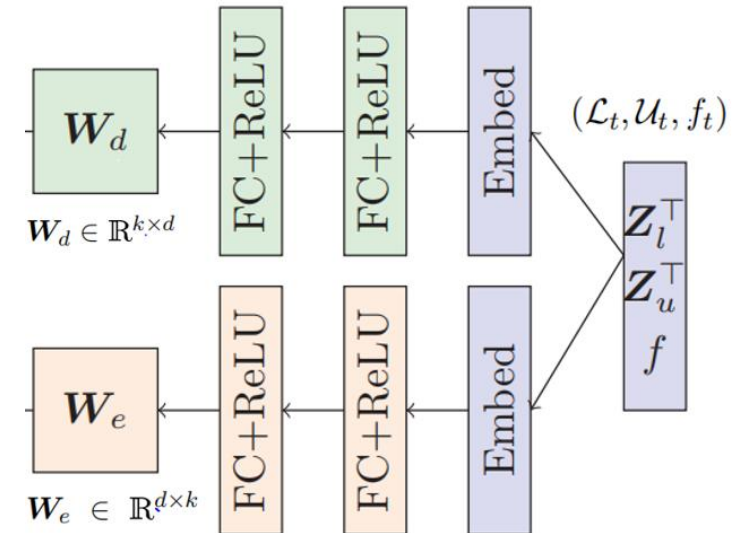 W_d
FC+ReLU
FC+ReLU
Embed
W_d ∈ ℝ^{k×d}
(ℒ_t, 𝒰_t, f_t)
Z_l^⊤
Z_u^⊤
f
W_e
FC+ReLU
FC+ReLU
Embed
W_e ∈ ℝ^{d×k}